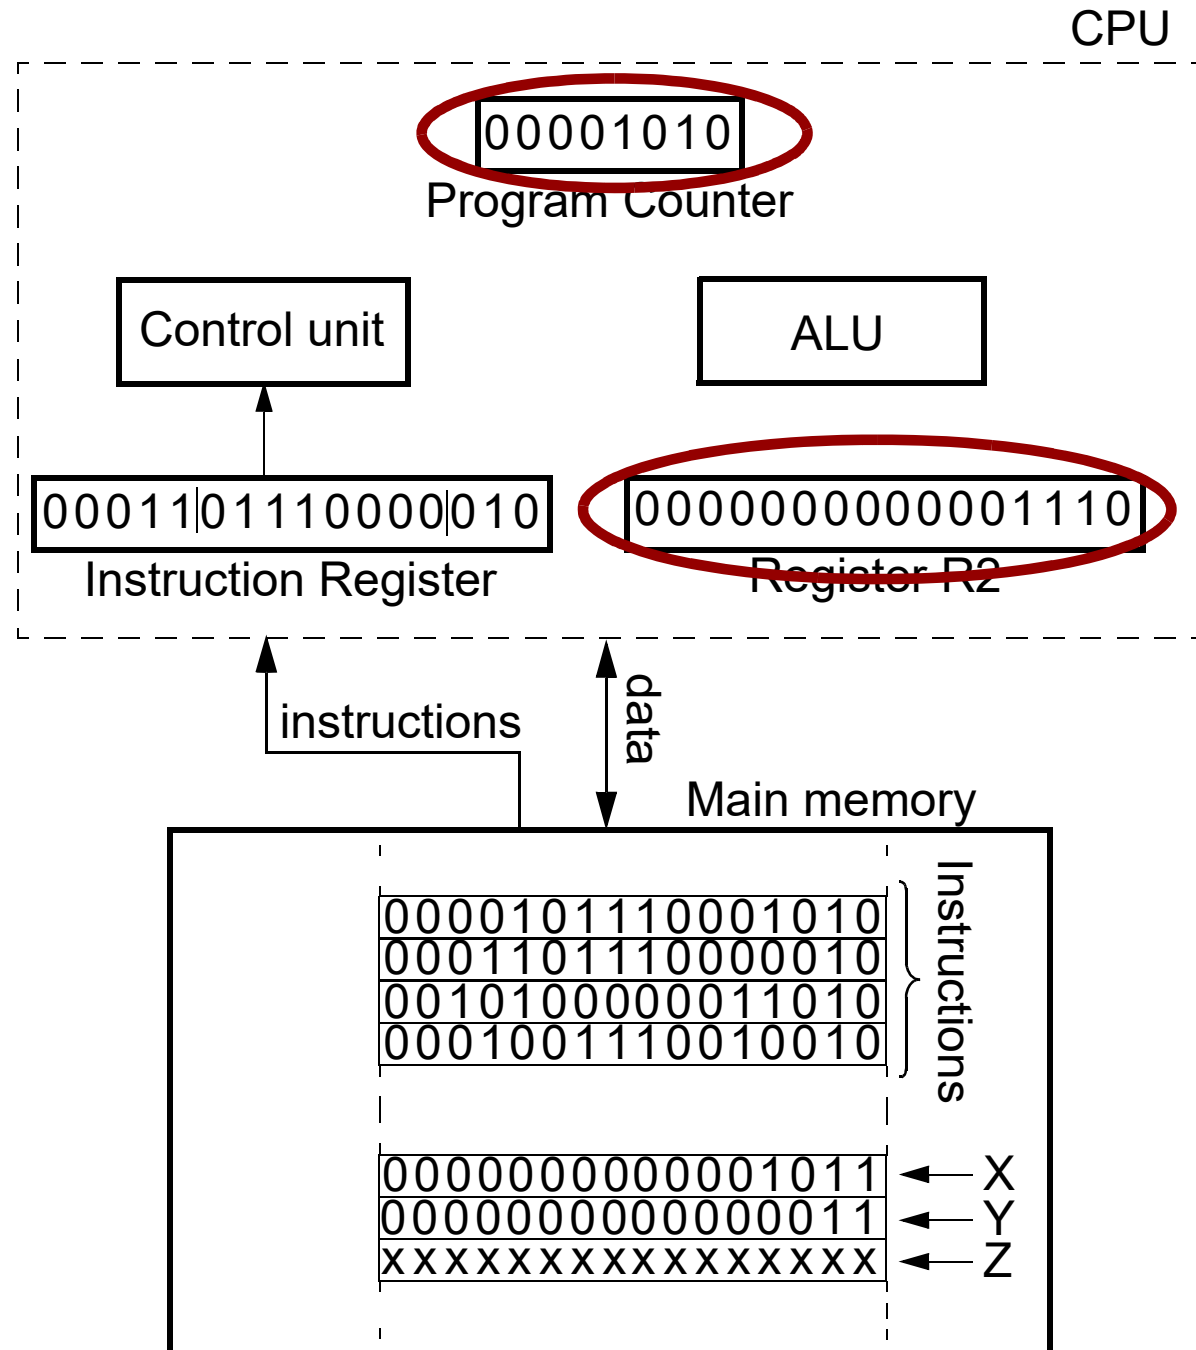 CPU
00001010
Program Counter
Control unit
ALU
00011 01110000 010
0000000000001110
Instruction Register
Register R2
instructions
data
Main memory
0000101110001010
0001101110000010
0010100000011010
0001001110010010
Instructions
0000000000001011
X
0000000000000011
Y
xxxxxxxxxxxxxxxx
Z